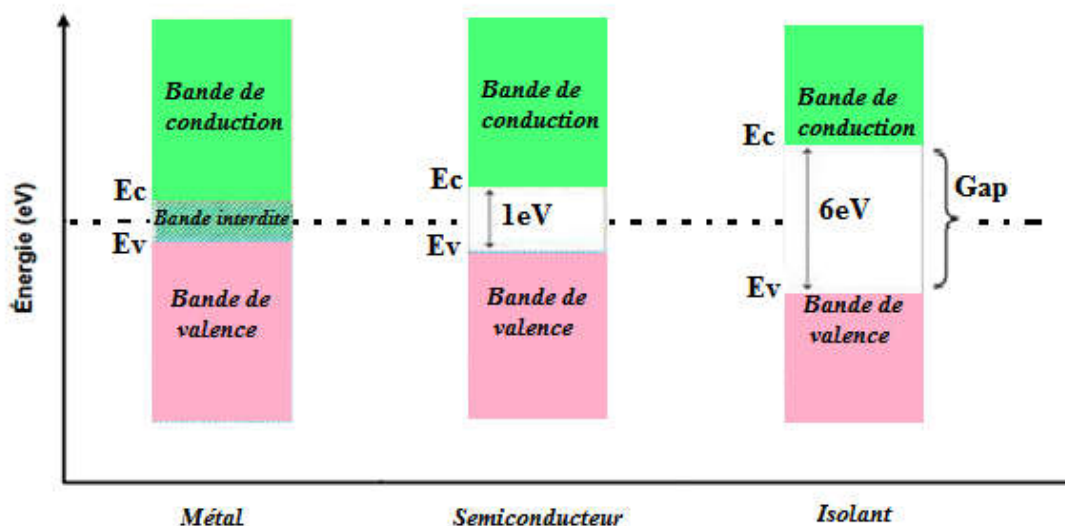 Énergie (eV)
Bande de
conduction
Ec
Bande interdite
Ev
Bande de
valence
Métal
Bande de
conduction
Ec
1eV
Ev
Bande de
valence
Semiconducteur
Bande de
conduction
Ec
6eV
Gap
Ev
Bande de
valence
Isolant